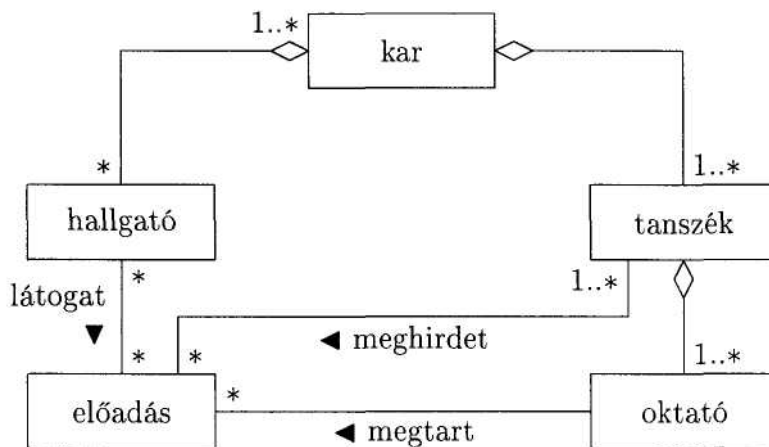 1..*
kar
*
1..*
hallgató
tanszék
*
1..*
látogat
◄ meghirdet
*
*
1..*
előadás
*
oktató
◄ megtart